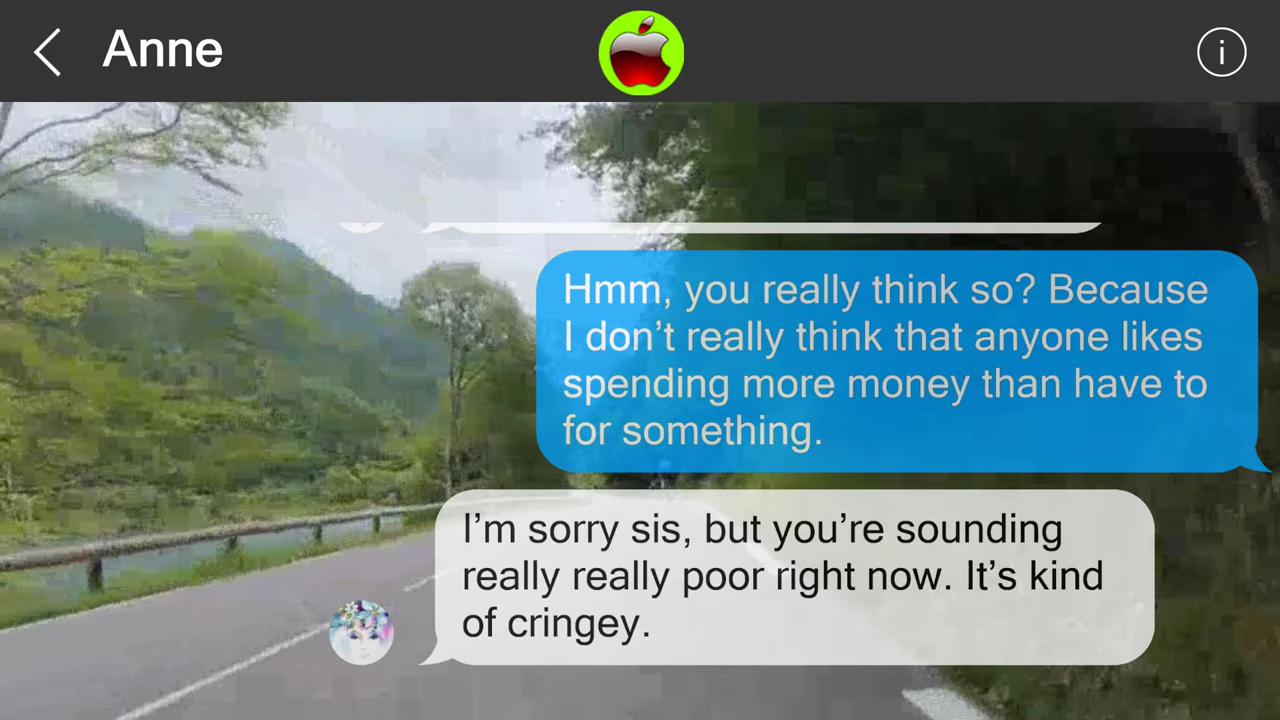 Anne
i
Hmm, you really think so? Because
I don’t really think that anyone likes
spending more money than have to
for something.
I’m sorry sis, but you’re sounding
really really poor right now. It’s kind
of cringey.